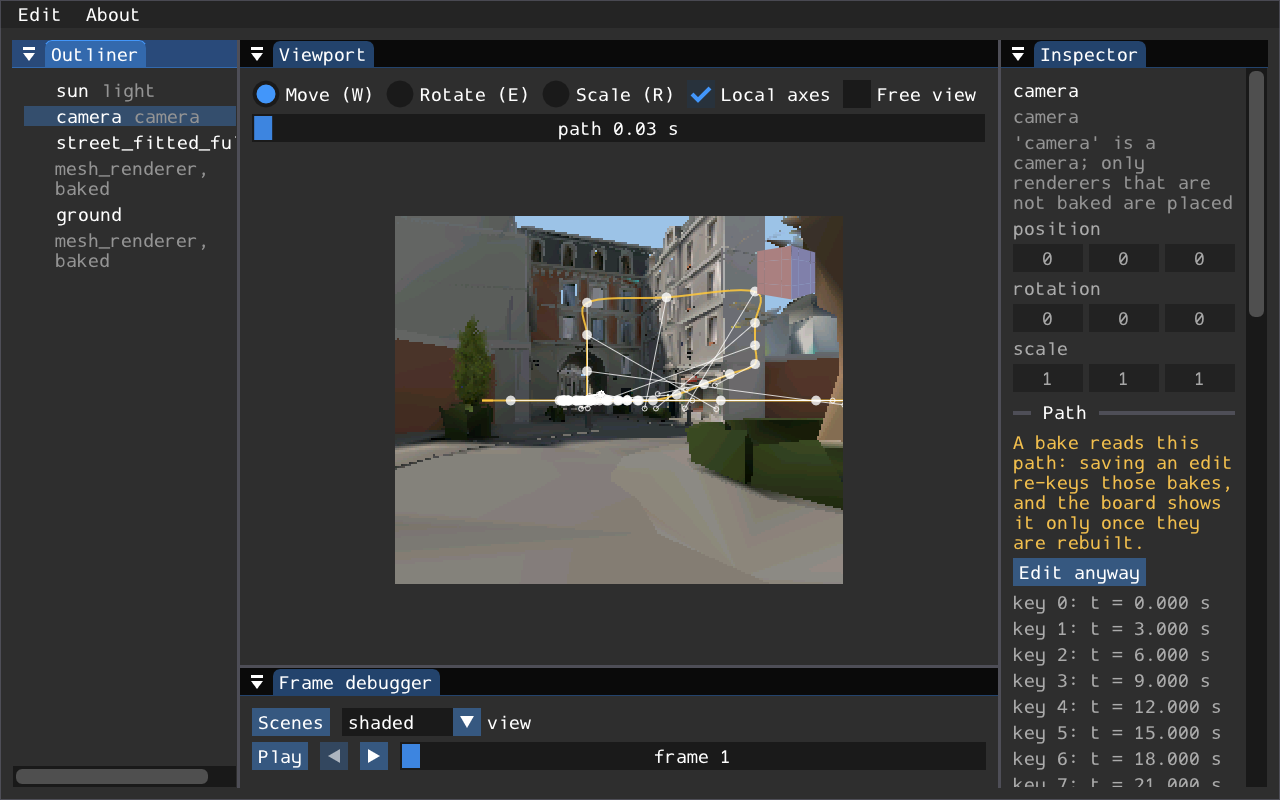 Edit About
Outliner
sun light
camera camera
street_fitted_fu
mesh_renderer,
baked
ground
mesh_renderer,
baked
Viewport
Move (W) Rotate (E) Scale (R) Local axes Free view
path 0.03 s
Frame debugger
Scenes shaded view
Play frame 1
Inspector
camera
camera
'camera' is a
camera; only
renderers that are
not baked are placed
position
0 0 0
rotation
0 0 0
scale
1 1 1
Path
A bake reads this
path: saving an edit
re-keys those bakes,
and the board shows
it only once they
are rebuilt.
Edit anyway
key 0: t = 0.000 s
key 1: t = 3.000 s
key 2: t = 6.000 s
key 3: t = 9.000 s
key 4: t = 12.000 s
key 5: t = 15.000 s
key 6: t = 18.000 s
key 7: t = 21.000 s